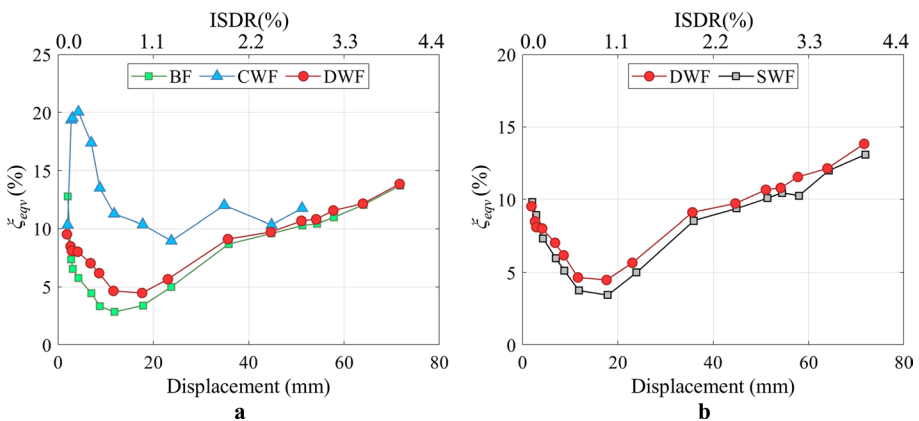 ISDR(%)
0.0 1.1 2.2 3.3 4.4
25
20
15
10
5
0
BF CWF DWF
ξeqv (%)
0 20 40 60 80
Displacement (mm)
a
ISDR(%)
0.0 1.1 2.2 3.3 4.4
20
15
10
5
0
DWF SWF
ξeqv (%)
0 20 40 60 80
Displacement (mm)
b